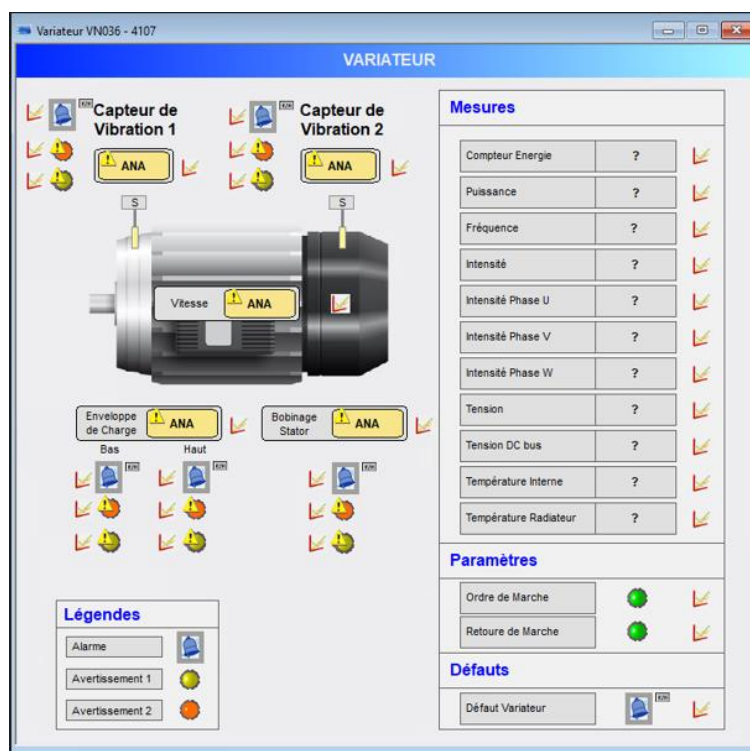 Variateur VN036 - 4107
VARIATEUR
Capteur de
Vibration 1
ANA
S
Capteur de
Vibration 2
ANA
S
Vitesse
ANA
Enveloppe
de Charge
ANA
Bas
Haut
Bobinage
Stator
ANA
Légendes
Alarme
Avertissement 1
Avertissement 2
Mesures
Compteur Energie ?
Puissance ?
Fréquence ?
Intensité ?
Intensité Phase U ?
Intensité Phase V ?
Intensité Phase W ?
Tension ?
Tension DC bus ?
Température Interne ?
Température Radiateur ?
Paramètres
Ordre de Marche
Retoure de Marche
Défauts
Défaut Variateur